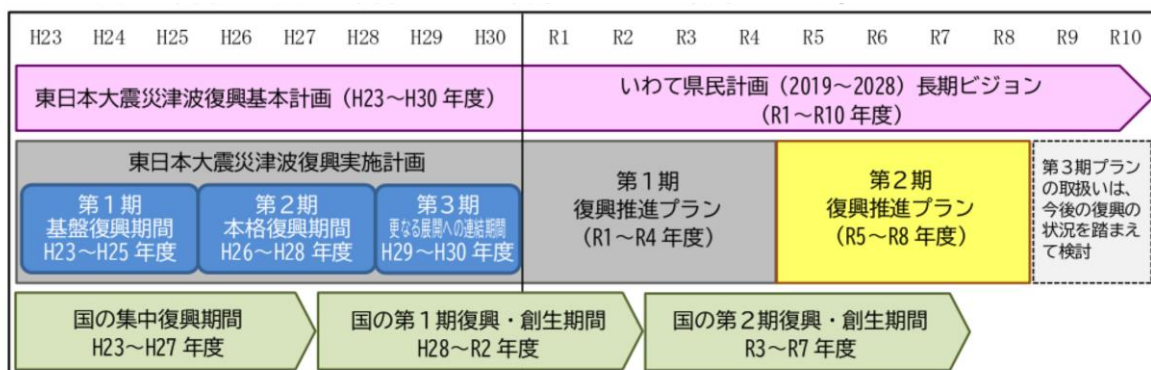 H23 H24 H25 H26 H27 H28 H29 H30 R1 R2 R3 R4 R5 R6 R7 R8 R9 R10
東日本大震災津波復興基本計画（H23～H30 年度）
いわて県民計画（2019～2028）長期ビジョン
（R1～R10 年度）
東日本大震災津波復興実施計画
第１期
基盤復興期間
H23～H25 年度
第２期
本格復興期間
H26～H28 年度
第３期
更なる展開への連結期間
H29～H30 年度
第１期
復興推進プラン
（R1～R4 年度）
第２期
復興推進プラン
（R5～R8 年度）
第３期プラン
の取扱いは、
今後の復興の
状況を踏まえ
て検討
国の集中復興期間
H23～H27 年度
国の第１期復興・創生期間
H28～R2 年度
国の第２期復興・創生期間
R3～R7 年度